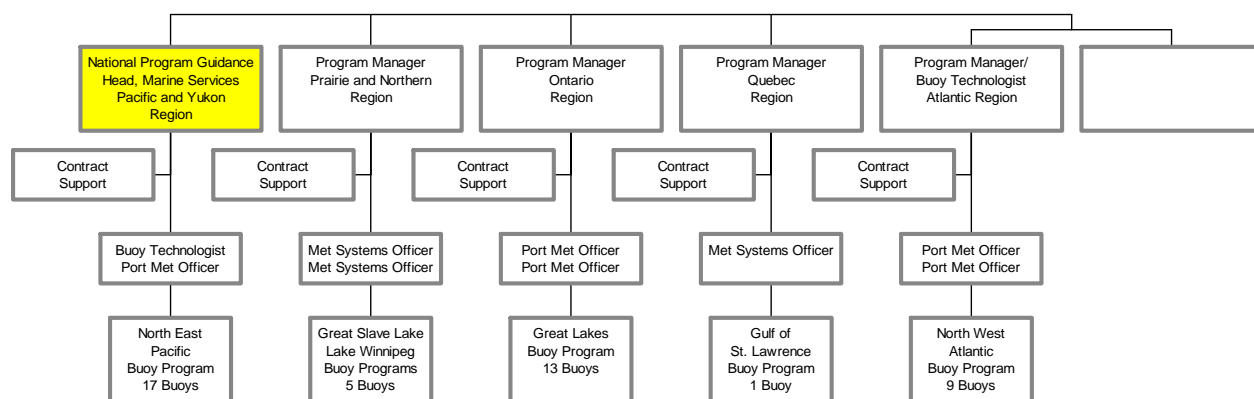 National Program Guidance
Head, Marine Services
Pacific and Yukon
Region
Program Manager
Prairie and Northern
Region
Program Manager
Ontario
Region
Program Manager
Quebec
Region
Program Manager/
Buoy Technologist
Atlantic Region
Contract
Support
Contract
Support
Contract
Support
Contract
Support
Contract
Support
Buoy Technologist
Port Met Officer
Met Systems Officer
Met Systems Officer
Port Met Officer
Port Met Officer
Met Systems Officer
Port Met Officer
Port Met Officer
North East
Pacific
Buoy Program
17 Buoys
Great Slave Lake
Lake Winnipeg
Buoy Programs
5 Buoys
Great Lakes
Buoy Program
13 Buoys
Gulf of
St. Lawrence
Buoy Program
1 Buoy
North West
Atlantic
Buoy Program
9 Buoys